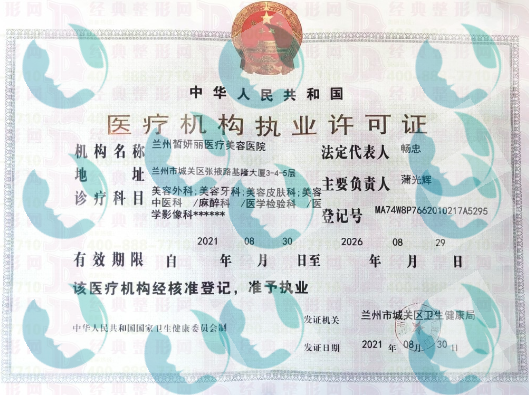 中华人民共和国
医疗机构执业许可证
机构名称 兰州皙妍丽医疗美容医院 法定代表人 杨忠
地 址 兰州市城关区张掖路基隆大厦3-4-5层 主要负责人 蒲光辉
诊疗科目 美容外科;美容牙科;美容皮肤科;美容
中医科 /麻醉科 /医学检验科 /医
学影像科****** 登记号 MA74W8P7662010217A5295
2021 08 30 2026 08 29
有效期限 自 年 月 日至 年 月 日
该医疗机构经核准登记，准予执业
发证机关 兰州市城关区卫生健康局
中华人民共和国国家卫生健康委员会制
发证日期 2021年 08月 30日